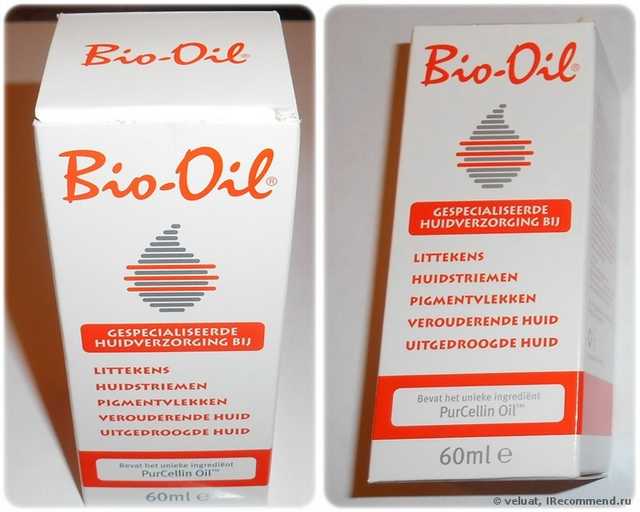 Bio-Oil®
Bio-Oil®
GESPECIALISEERDE
HUIDVERZORGING BIJ
LITTEKENS
HUIDSTRIEMEN
PIGMENTVLEKKEN
VEROUDERENDE HUID
UITGEDROOGDE HUID
Bevat het unieke ingrediënt
PurCellin Oil™
60ml e
Bio-Oil®
GESPECIALISEERDE
HUIDVERZORGING BIJ
LITTEKENS
HUIDSTRIEMEN
PIGMENTVLEKKEN
VEROUDERENDE HUID
UITGEDROOGDE HUID
Bevat het unieke ingrediënt
PurCellin Oil™
60ml ℮
© veluat, IRecommend.ru